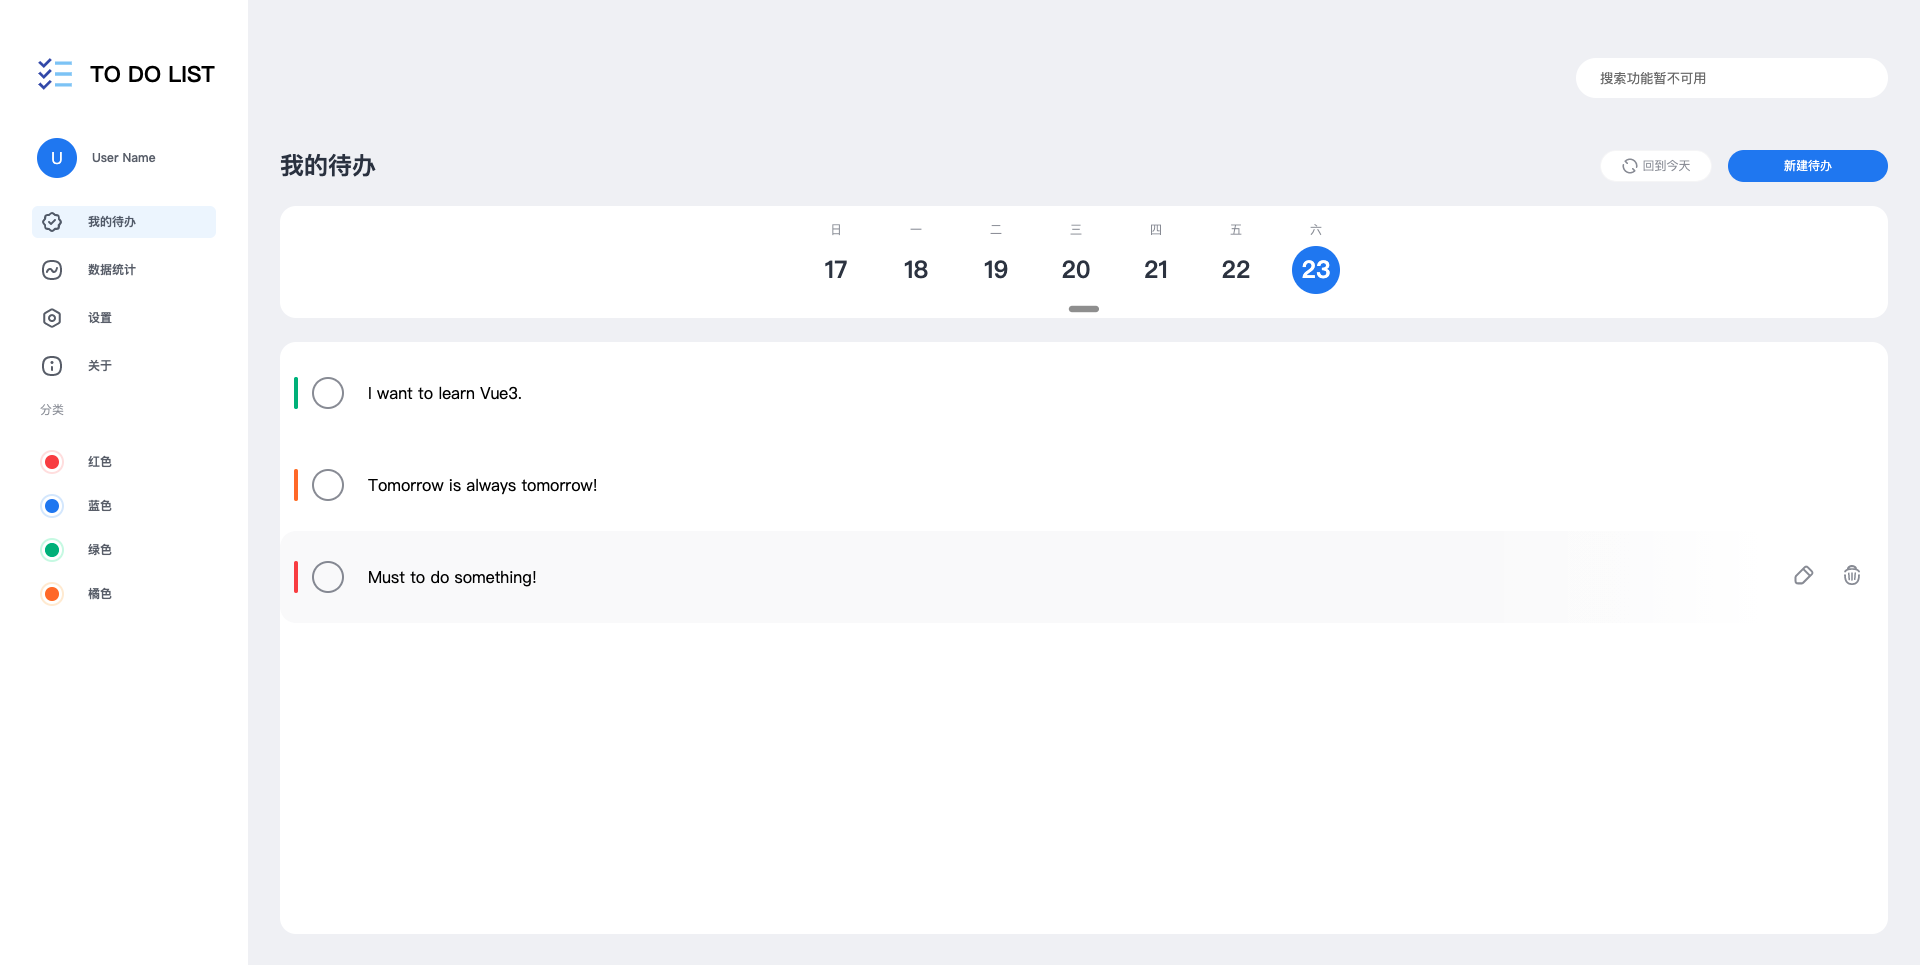 TO DO LIST
U
User Name
我的待办
数据统计
设置
关于
分类
红色
蓝色
绿色
橘色
搜索功能暂不可用
我的待办
回到今天
新建待办
日 一 二 三 四 五 六
17 18 19 20 21 22 23
I want to learn Vue3.
Tomorrow is always tomorrow!
Must to do something!